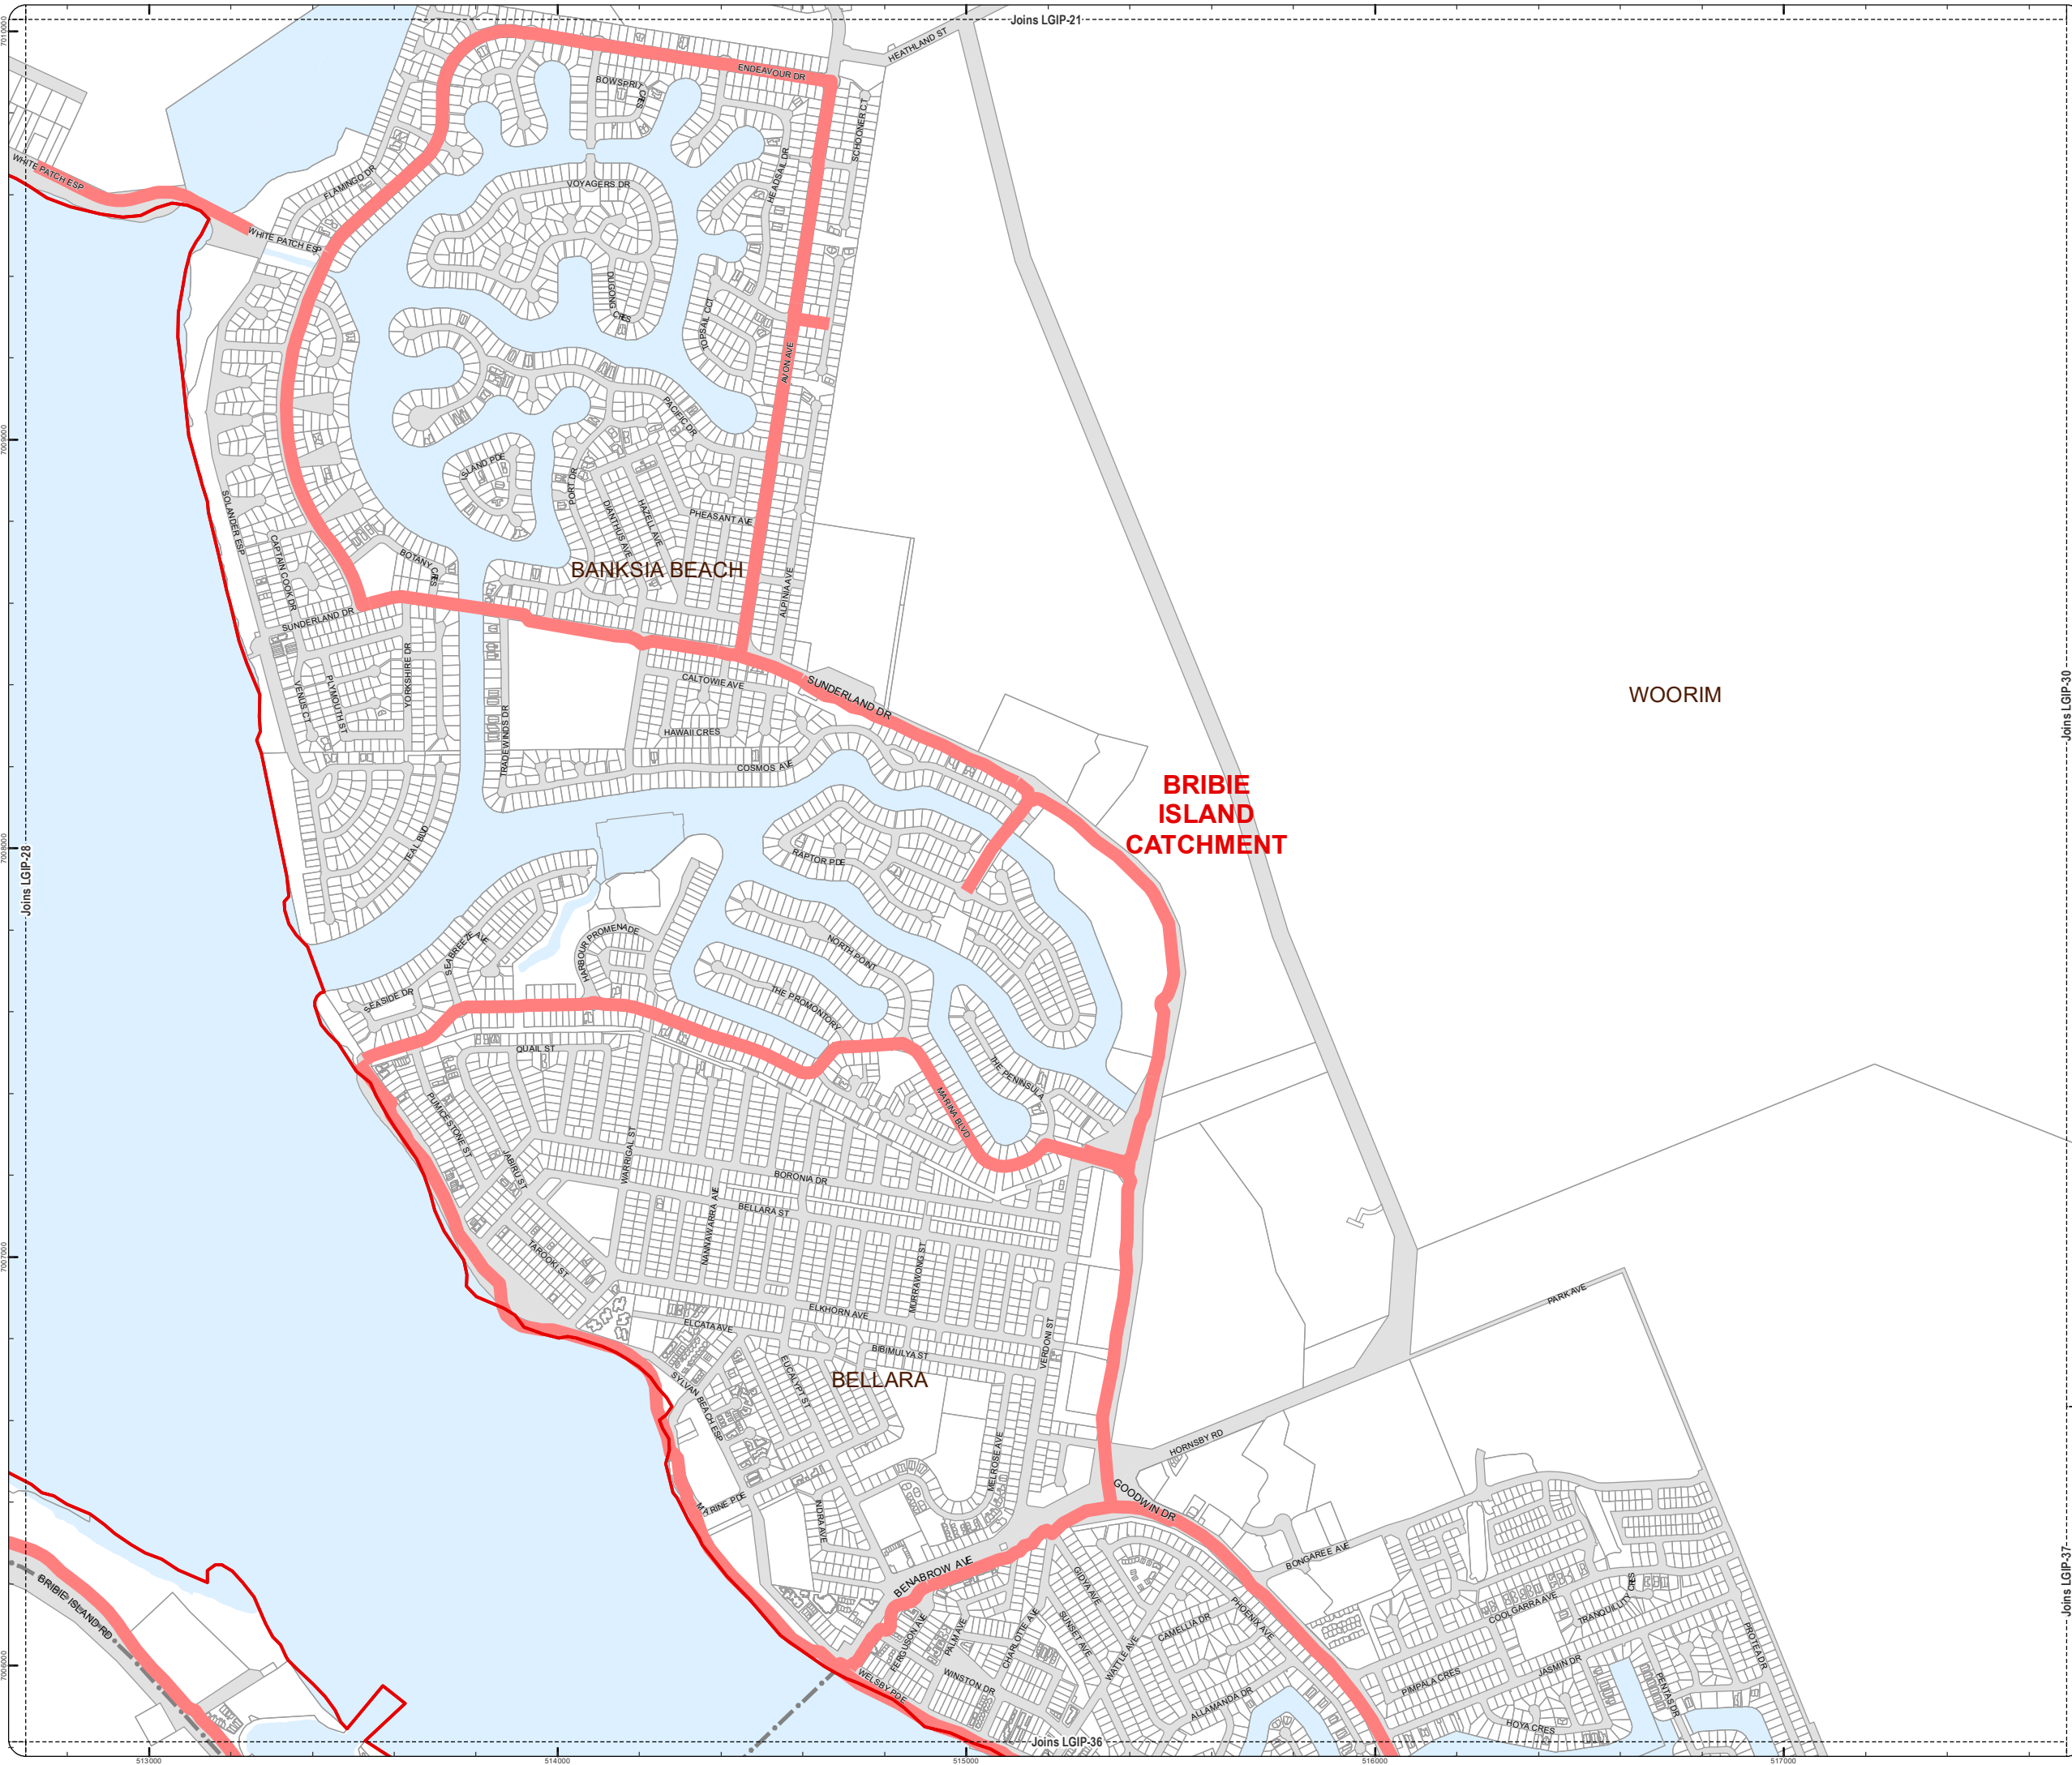 Joins LGIP-21
7010000
HEATHLAND ST
ENDEAVOUR DR
BOWSPRIT
CRES
SCHOONER CT
WHITE PATCH ESP
FLAMINGO DR
VOYAGERS DR
HEADSAIL DR
WHITE PATCH ESP
DUGONG
CRES
TOPSAIL CCT
AVON AVE
PACIFIC DR
7009000
ISLAND PDE
PORT DR
DIANTHUS AVE
HAZELL AVE
PHEASANT AVE
SOLANDER ESP
CAPTAIN COOK DR
BOTANY
CRES
BANKSIA BEACH
ALPINIA AVE
SUNDERLAND DR
YORKSHIRE DR
VENUS CT
PLYMOUTH ST
CALTOWIE AVE
SUNDERLAND DR
WOORIM
Joins LGIP-30
TRADEWINDS DR
HAWAII CRES
COSMOS AVE
BRIBIE
ISLAND
CATCHMENT
7008000
TEAL BLVD
RAPTOR PDE
Joins LGIP-28
SEABREEZE AVE
HARBOUR PROMENADE
NORTH POINT
SEASIDE DR
THE PROMONTORY
QUAIL ST
THE PENINSULA
PUMICESTONE ST
MARINA BLVD
JABIRU ST
WARRIGAL ST
BORONIA DR
NANNAWARRA AVE
BELLARA ST
7007000
TAROOKI ST
MURRAWONG ST
ELKHORN AVE
PARK AVE
ELCATA AVE
VERDONI ST
BIBIMULYA ST
EUCALYPT ST
BELLARA
SYLVAN BEACH ESP
MELROSE AVE
HORNSBY RD
MARINE PDE
GOODWIN DR
INDRA AVE
BONGAREE AVE
Joins LGIP-37
BENABROW AVE
BRIBIE ISLAND RD
GIDYA AVE
COOLGARRA AVE
TRANQUILLITY
CRES
PHOENIX AVE
CAMELLIA DR
SUNSET AVE
FERGUSON AVE
PALM AVE
CHARLOTTE AVE
WATTLE AVE
PROTEA DR
7006000
WINSTON DR
JASMIN DR
PIMPALA CRES
WELSBY PDE
PENTAS DR
ALLAMANDA DR
HOYA CRES
Joins LGIP-36
513000
514000
515000
516000
517000